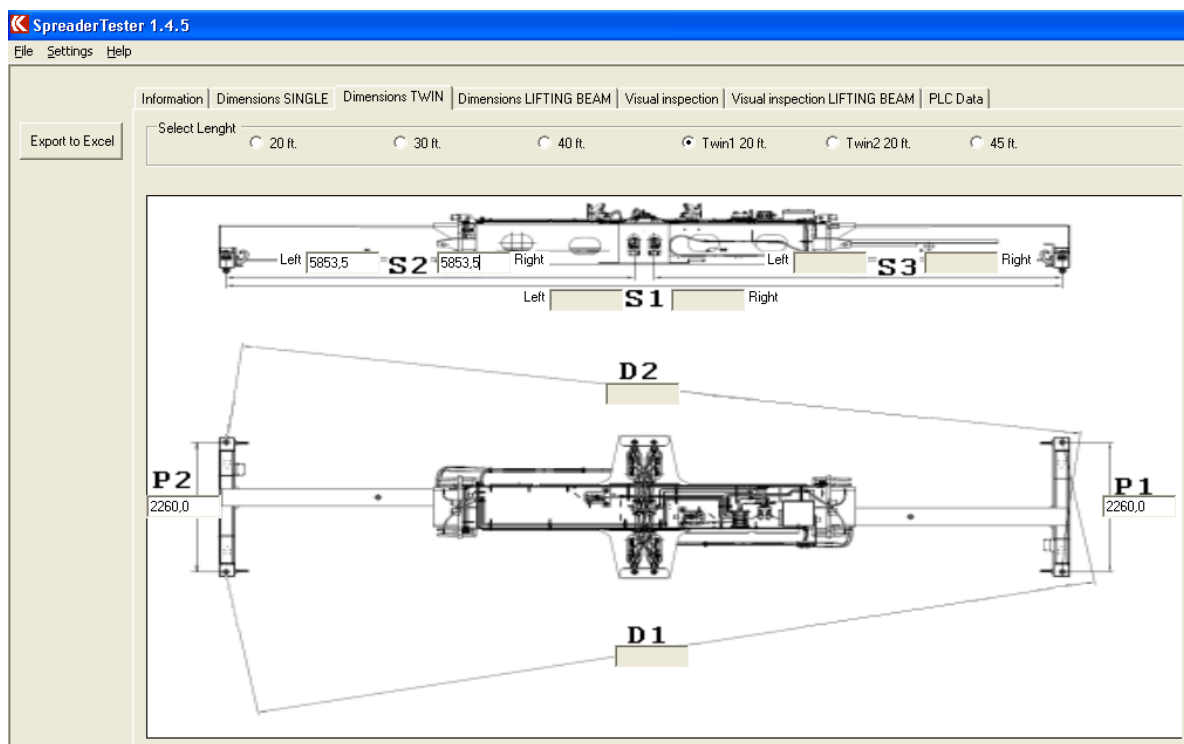 SpreaderTester 1.4.5
File Settings Help
Information Dimensions SINGLE Dimensions TWIN Dimensions LIFTING BEAM Visual inspection Visual inspection LIFTING BEAM PLC Data
Export to Excel
Select Lenght
20 ft. 30 ft. 40 ft. Twin1 20 ft. Twin2 20 ft. 45 ft.
Left 5853,5 = S2 = 5853,5 Right Left = S3 = Right
Left S1 Right
D2
P2
2260,0
P1
2260,0
D1